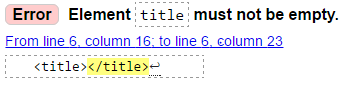 Error Element title must not be empty.
From line 6, column 16; to line 6, column 23
<title></title>↩